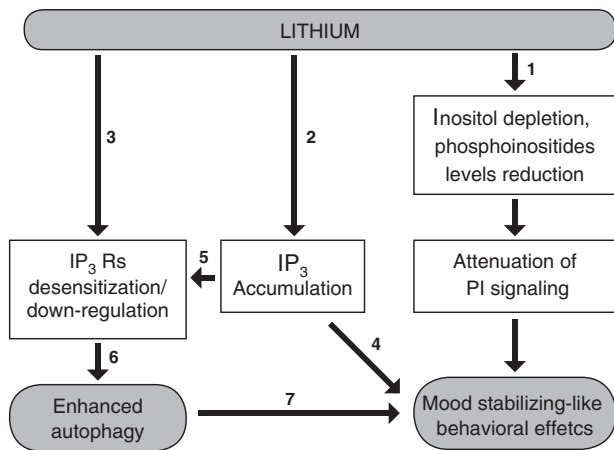 LITHIUM
1
Inositol depletion,
phosphoinositides
levels reduction
3
2
IP3 Rs
desensitization/
down-regulation
5
IP3
Accumulation
Attenuation of
PI signaling
6
4
Enhanced
autophagy
7
Mood stabilizing-like
behavioral effetcs